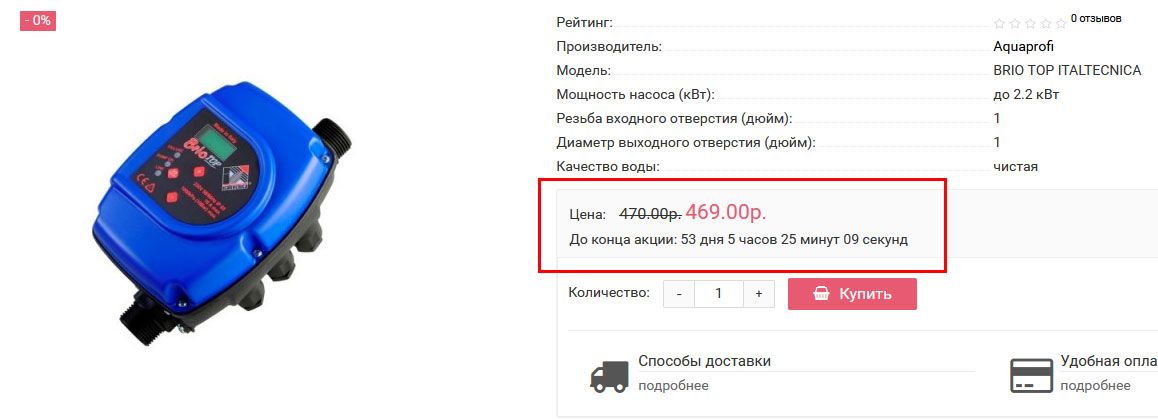 - 0%
Made in Italy
Brio TOP
Рейтинг: 0 отзывов
Производитель: Aquaprofi
Модель: BRIO TOP ITALTECNICA
Мощность насоса (кВт): до 2.2 кВт
Резьба входного отверстия (дюйм): 1
Диаметр выходного отверстия (дюйм): 1
Качество воды: чистая
Цена: 470.00р. 469.00р.
До конца акции: 53 дня 5 часов 25 минут 09 секунд
Количество: - 1 + Купить
Способы доставки
подробнее
Удобная опла
подробнее